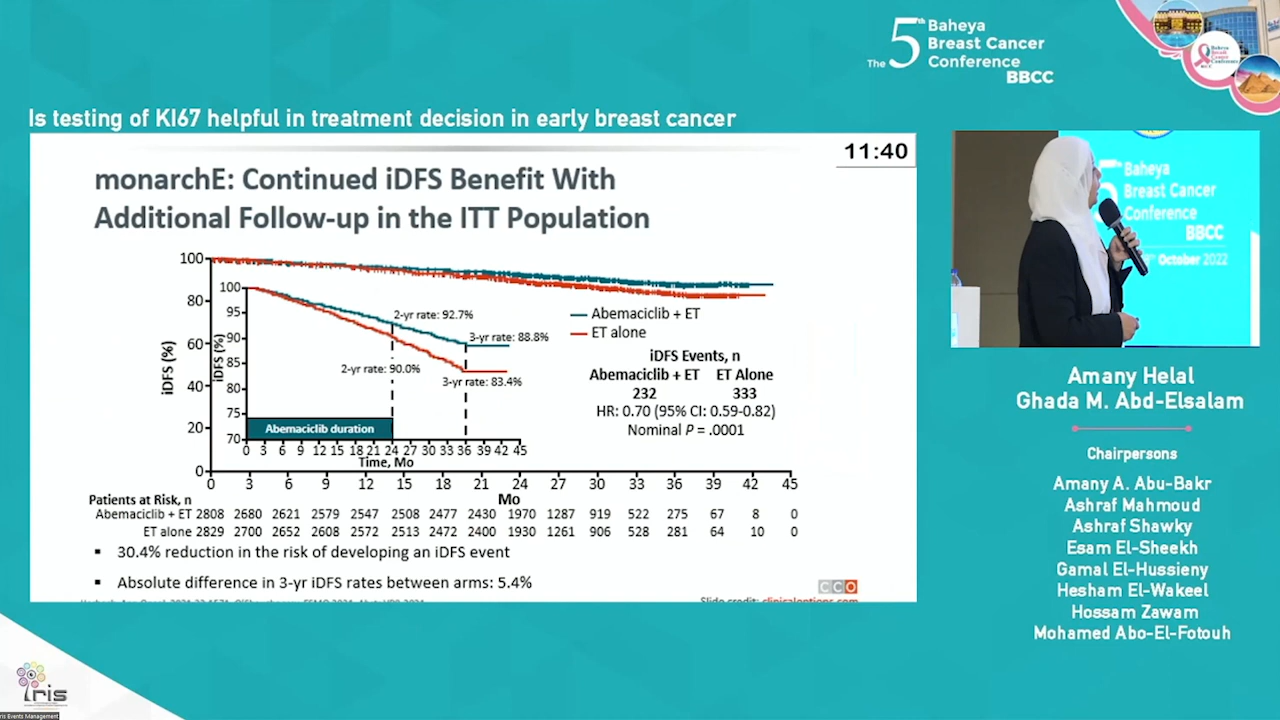 The 5th Baheya
Breast Cancer
Conference
BBCC
Is testing of KI67 helpful in treatment decision in early breast cancer
11:40
monarchE: Continued iDFS Benefit With
Additional Follow-up in the ITT Population
iDFS (%)
100
80
60
40
20
0
0 3 6 9 12 15 18 21 24 27 30 33 36 39 42 45
Mo
iDFS (%)
100
95
90
85
80
75
70
2-yr rate: 92.7%
3-yr rate: 88.8%
2-yr rate: 90.0%
3-yr rate: 83.4%
Abemaciclib duration
0 3 6 9 12 15 18 21 24 27 30 33 36 39 42 45
Time, Mo
Abemaciclib + ET
ET alone
iDFS Events, n
Abemaciclib + ET ET Alone
232 333
HR: 0.70 (95% CI: 0.59-0.82)
Nominal P = .0001
Patients at Risk, n
Abemaciclib + ET 2808 2680 2621 2579 2547 2508 2477 2430 1970 1287 919 522 275 67 8 0
ET alone 2829 2700 2652 2608 2572 2513 2472 2400 1930 1261 906 528 281 64 10 0
▪ 30.4% reduction in the risk of developing an iDFS event
▪ Absolute difference in 3-yr iDFS rates between arms: 5.4%
CCO
Slide credit: clinicaloptions.com
5 Baheya
Breast Cancer
Conference
BBCC
October 2022
Amany Helal
Ghada M. Abd-Elsalam
Chairpersons
Amany A. Abu-Bakr
Ashraf Mahmoud
Ashraf Shawky
Esam El-Sheekh
Gamal El-Hussieny
Hesham El-Wakeel
Hossam Zawam
Mohamed Abo-El-Fotouh
Iris
Iris Events Management